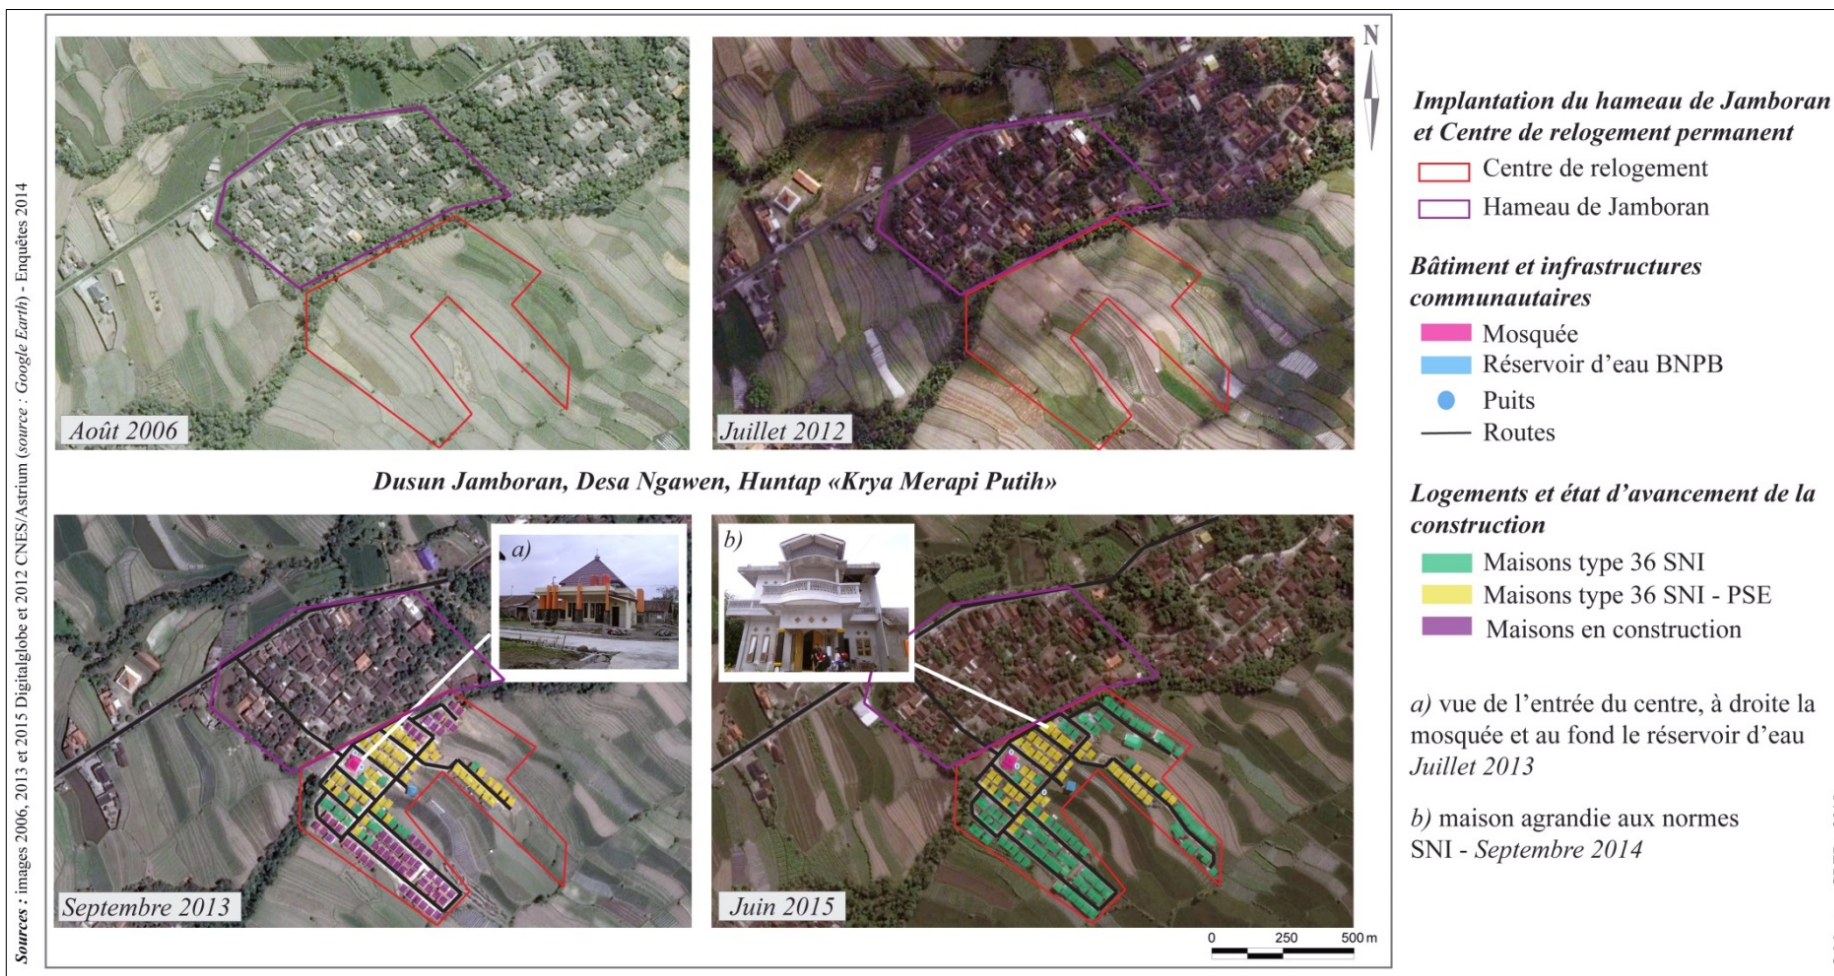 Sources : images 2006, 2013 et 2015 Digitalglobe et 2012 CNES/Astrium (source : Google Earth) - Enquêtes 2014
Août 2006
Juillet 2012
N
Dusun Jamboran, Desa Ngawen, Huntap «Krya Merapi Putih»
a)
b)
Septembre 2013
Juin 2015
0 250 500 m
Implantation du hameau de Jamboran
et Centre de relogement permanent
Centre de relogement
Hameau de Jamboran
Bâtiment et infrastructures
communautaires
Mosquée
Réservoir d'eau BNPB
Puits
Routes
Logements et état d'avancement de la
construction
Maisons type 36 SNI
Maisons type 36 SNI - PSE
Maisons en construction
a) vue de l'entrée du centre, à droite la
mosquée et au fond le réservoir d'eau
Juillet 2013
b) maison agrandie aux normes
SNI - Septembre 2014